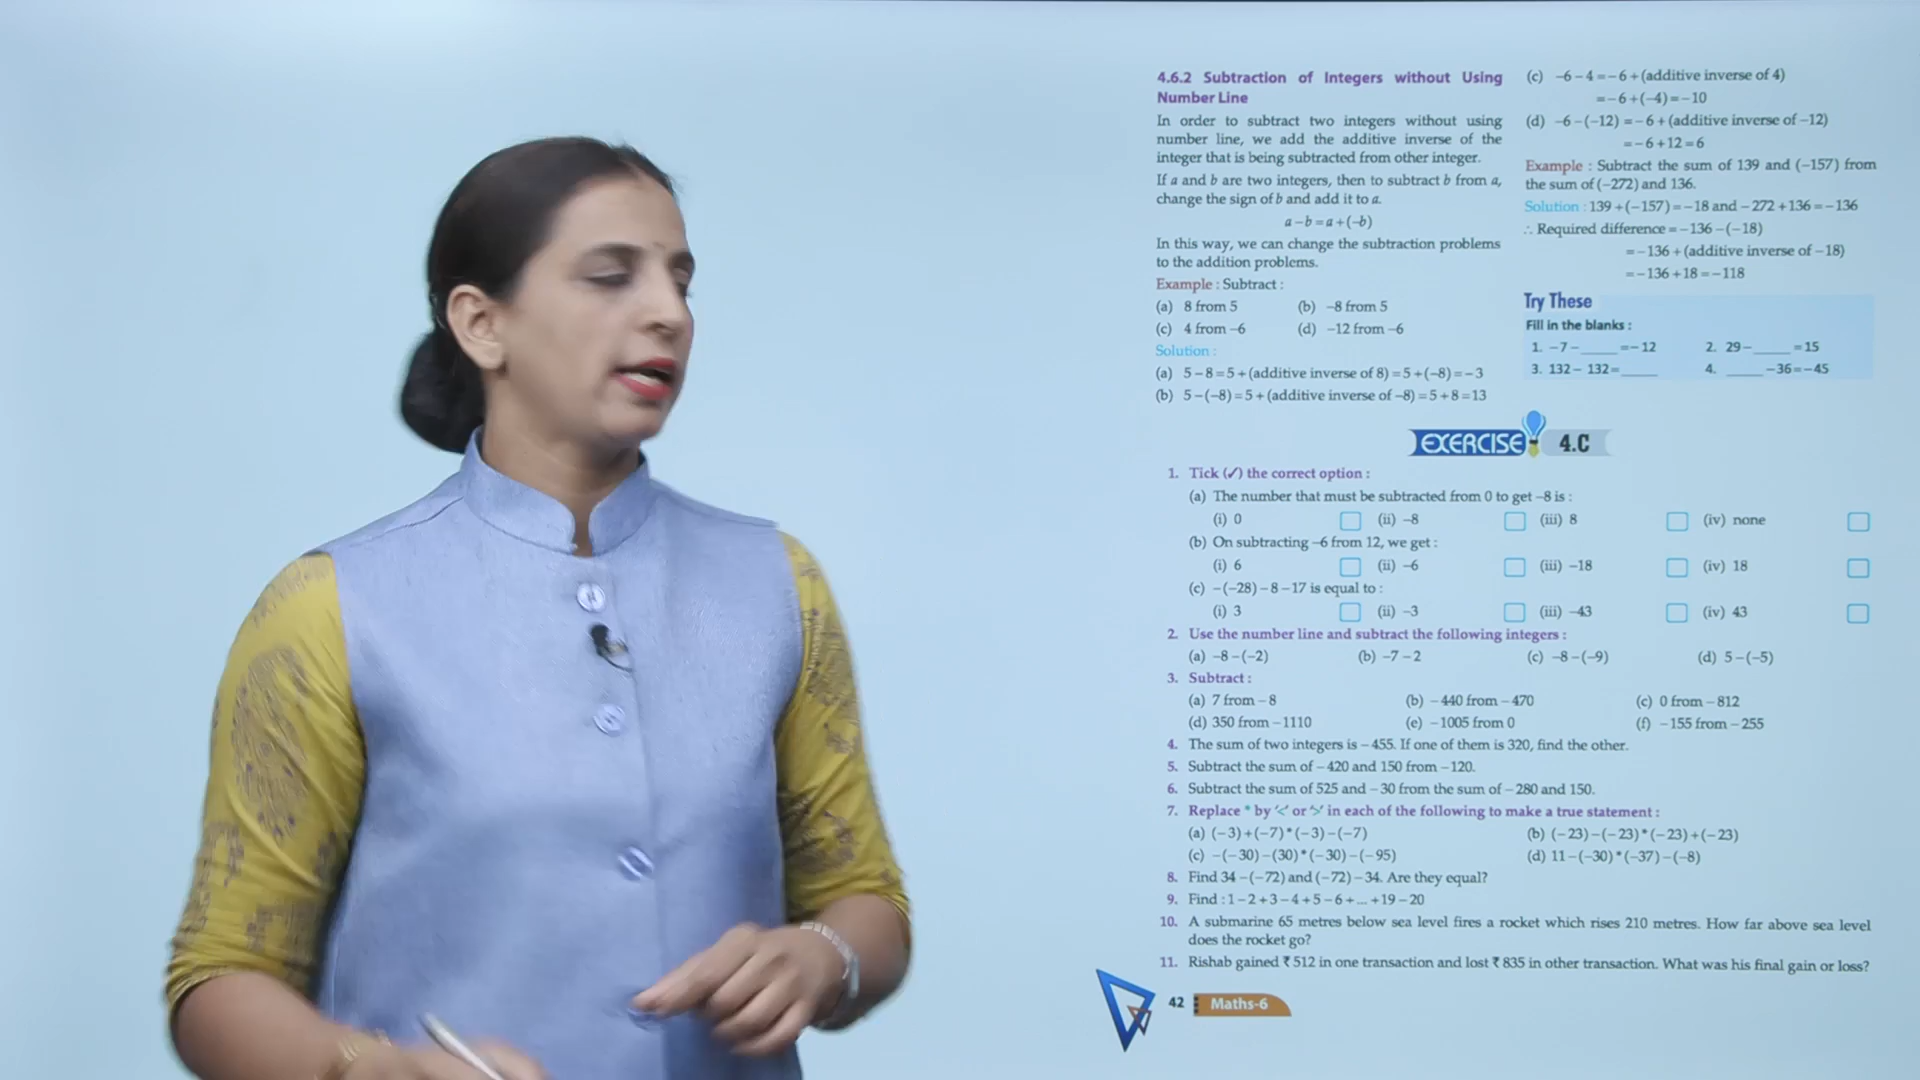 4.6.2 Subtraction of Integers without Using
Number Line
In order to subtract two integers without using
number line, we add the additive inverse of the
integer that is being subtracted from other integer.
If a and b are two integers, then to subtract b from a,
change the sign of b and add it to a.
a – b = a + (–b)
In this way, we can change the subtraction problems
to the addition problems.
Example : Subtract :
(a) 8 from 5 (b) –8 from 5
(c) 4 from –6 (d) –12 from –6
Solution :
(a) 5 – 8 = 5 + (additive inverse of 8) = 5 + (–8) = –3
(b) 5 – (–8) = 5 + (additive inverse of –8) = 5 + 8 = 13
(c) –6 – 4 = –6 + (additive inverse of 4)
= –6 + (–4) = –10
(d) –6 – (–12) = –6 + (additive inverse of –12)
= –6 + 12 = 6
Example : Subtract the sum of 139 and (–157) from
the sum of (–272) and 136.
Solution : 139 + (–157) = –18 and – 272 + 136 = –136
∴ Required difference = –136 – (–18)
= –136 + (additive inverse of –18)
= –136 + 18 = –118
Try These
Fill in the blanks :
1. –7 – _____ = – 12 2. 29 – _____ = 15
3. 132 – 132 = _____ 4. _____ – 36 = – 45
EXERCISE 4.C
1. Tick (✓) the correct option :
(a) The number that must be subtracted from 0 to get –8 is :
(i) 0 (ii) –8 (iii) 8 (iv) none
(b) On subtracting –6 from 12, we get :
(i) 6 (ii) –6 (iii) –18 (iv) 18
(c) –(–28) – 8 – 17 is equal to :
(i) 3 (ii) –3 (iii) –43 (iv) 43
2. Use the number line and subtract the following integers :
(a) –8 – (–2) (b) –7 – 2 (c) –8 – (–9) (d) 5 – (–5)
3. Subtract :
(a) 7 from – 8 (b) – 440 from – 470 (c) 0 from – 812
(d) 350 from – 1110 (e) – 1005 from 0 (f) – 155 from – 255
4. The sum of two integers is – 455. If one of them is 320, find the other.
5. Subtract the sum of – 420 and 150 from – 120.
6. Subtract the sum of 525 and – 30 from the sum of – 280 and 150.
7. Replace * by '<' or '>' in each of the following to make a true statement :
(a) (– 3) + (– 7) * (– 3) – (– 7) (b) (– 23) – (– 23) * (– 23) + (– 23)
(c) – (– 30) – (30) * (– 30) – (– 95) (d) 11 – (– 30) * (– 37) – (– 8)
8. Find 34 – (– 72) and (– 72) – 34. Are they equal?
9. Find : 1 – 2 + 3 – 4 + 5 – 6 + ... + 19 – 20
10. A submarine 65 metres below sea level fires a rocket which rises 210 metres. How far above sea level
does the rocket go?
11. Rishab gained ₹ 512 in one transaction and lost ₹ 835 in other transaction. What was his final gain or loss?
42 Maths-6